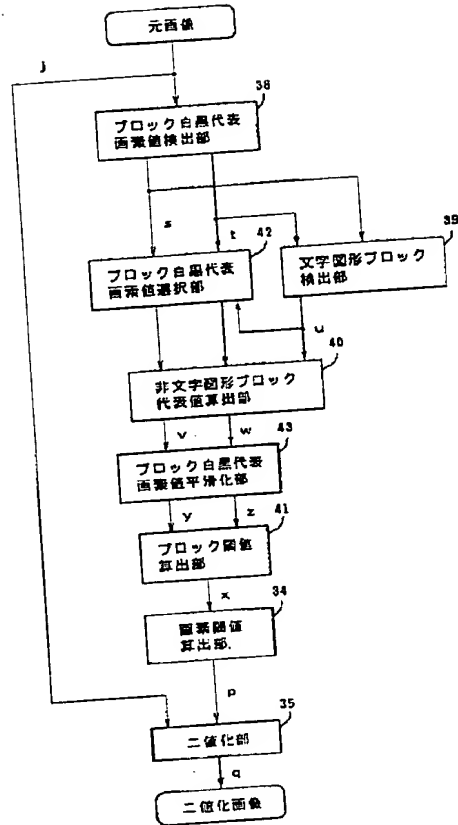 元画像
j
38
ブロック白黒代表
画素値検出部
s
t
42
39
ブロック白黒代表
画素値選択部
文字図形ブロック
検出部
u
40
非文字図形ブロック
代表値算出部
v
w
43
ブロック白黒代表
画素値平滑化部
y
z
41
ブロック閾値
算出部
x
34
画素閾値
算出部.
p
35
二値化部
q
二値化画像